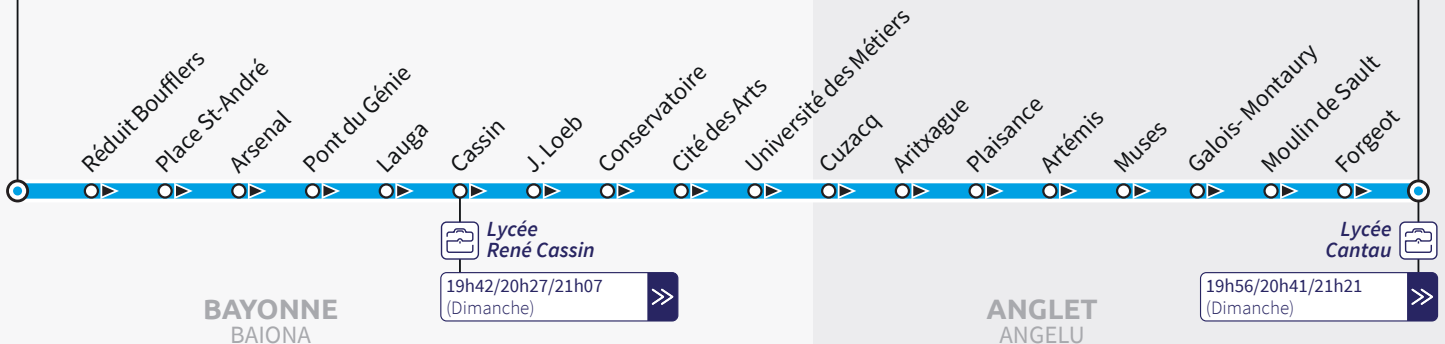 Réduit Boufflers
Place St-André
Arsenal
Pont du Génie
Lauga
Cassin
J. Loeb
Conservatoire
Cité des Arts
Université des Métiers
Cuzacq
Aritxague
Plaisance
Artémis
Muses
Galois- Montaury
Moulin de Sault
Forgeot
Lycée
René Cassin
19h42/20h27/21h07
(Dimanche)
Lycée
Cantau
19h56/20h41/21h21
(Dimanche)
BAYONNE
BAIONA
ANGLET
ANGELU